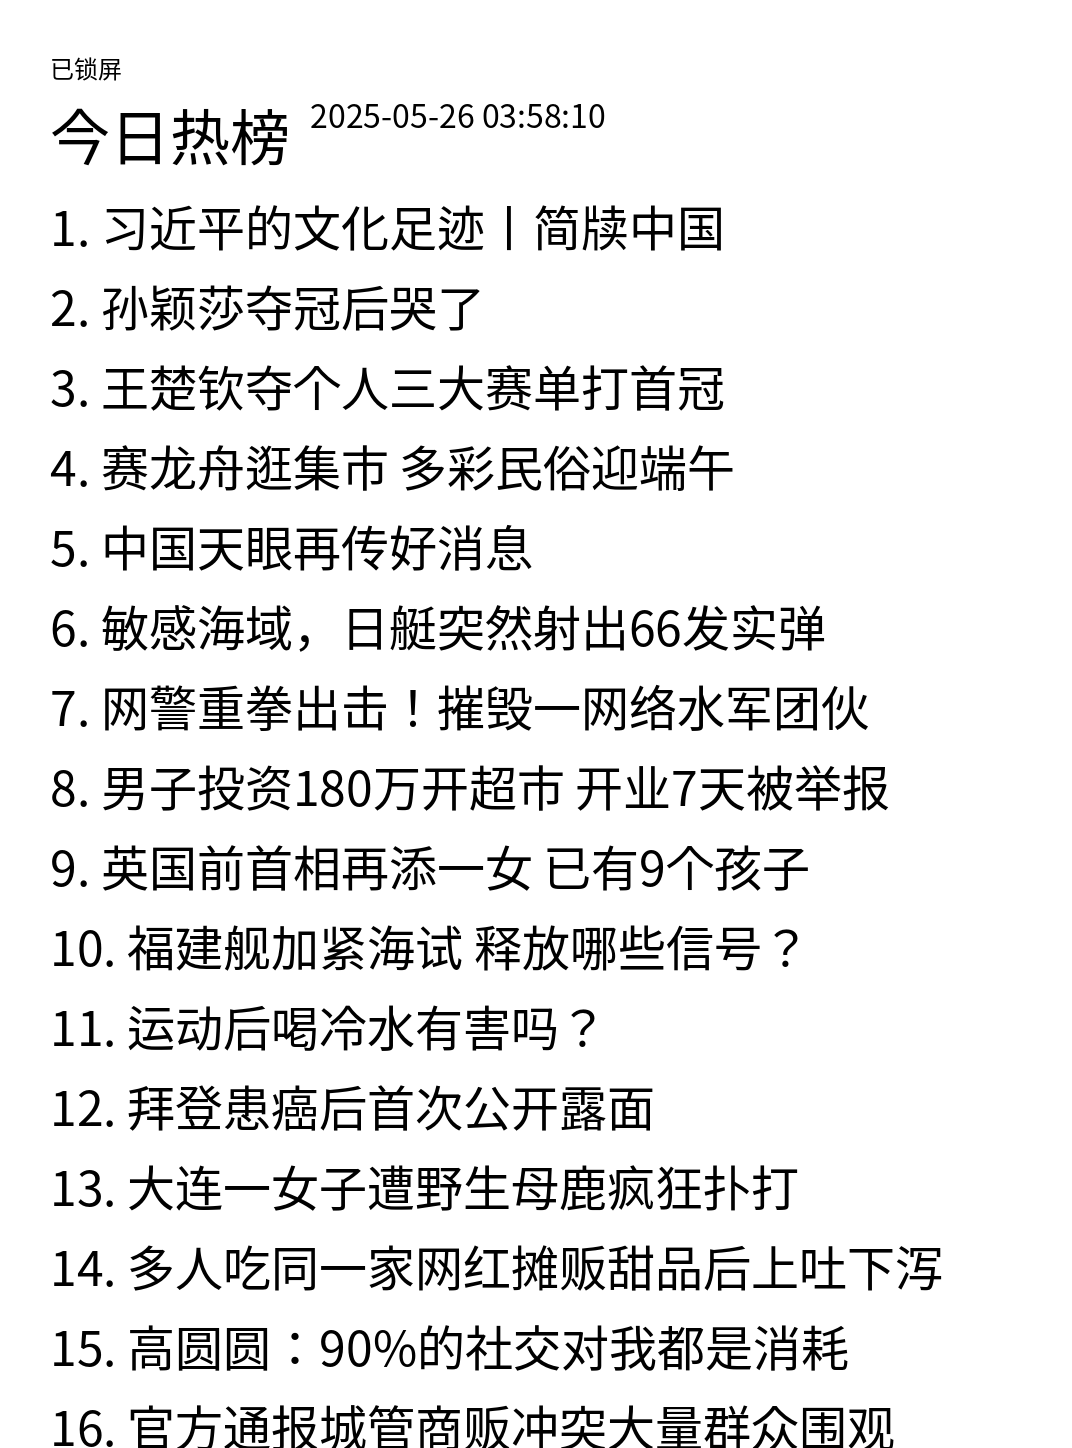 已锁屏
今日热榜 2025-05-26 03:58:10
1. 习近平的文化足迹丨简牍中国
2. 孙颖莎夺冠后哭了
3. 王楚钦夺个人三大赛单打首冠
4. 赛龙舟逛集市 多彩民俗迎端午
5. 中国天眼再传好消息
6. 敏感海域，日艇突然射出66发实弹
7. 网警重拳出击！摧毁一网络水军团伙
8. 男子投资180万开超市 开业7天被举报
9. 英国前首相再添一女 已有9个孩子
10. 福建舰加紧海试 释放哪些信号？
11. 运动后喝冷水有害吗？
12. 拜登患癌后首次公开露面
13. 大连一女子遭野生母鹿疯狂扑打
14. 多人吃同一家网红摊贩甜品后上吐下泻
15. 高圆圆：90%的社交对我都是消耗
16. 官方通报城管商贩冲突大量群众围观